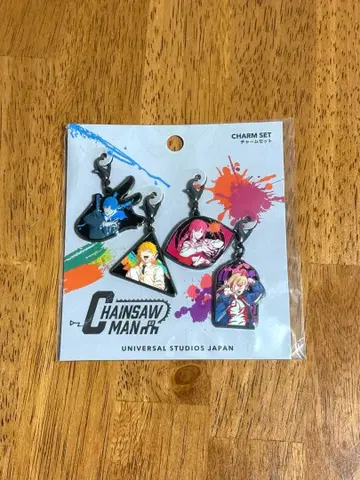 CHARM SET
チャームセット
CHAINSAW
MAN
UNIVERSAL STUDIOS JAPAN